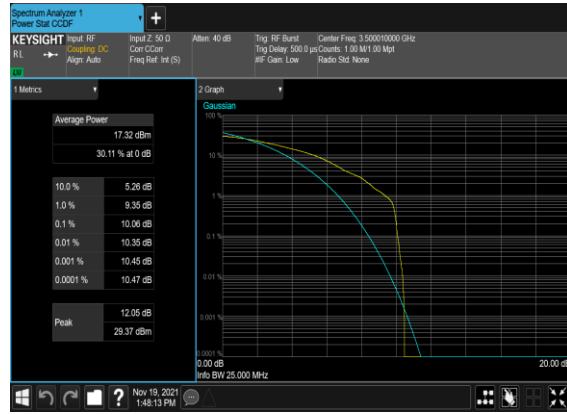 Spectrum Analyzer 1
Power Stat CCDF
KEYSIGHT
R L
Input: RF
Coupling: DC
Align: Auto
Input Z: 50 Ω
Corr CCorr
Freq Ref: Int (S)
Atten: 40 dB
Trig: RF Burst
Trig Delay: 500.0 µs
#IF Gain: Low
Center Freq: 3.500010000 GHz
Counts: 1.00 M/1.00 Mpt
Radio Std: None
1 Metrics
Average Power
17.32 dBm
30.11 % at 0 dB
10.0 % 5.26 dB
1.0 % 9.35 dB
0.1 % 10.06 dB
0.01 % 10.35 dB
0.001 % 10.45 dB
0.0001 % 10.47 dB
Peak
12.05 dB
29.37 dBm
2 Graph
Gaussian
100 %
10 %
1 %
0.1 %
0.01 %
0.001 %
0.0001 %
0.00 dB
20.00 dB
Info BW 25.000 MHz
Nov 19, 2021
1:48:13 PM